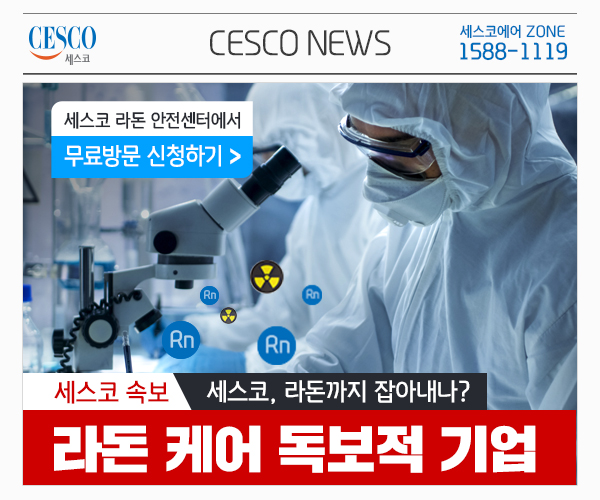 CESCO
세스코
CESCO NEWS
세스코에어 ZONE
1588-1119
세스코 라돈 안전센터에서
무료방문 신청하기 >
Rn
Rn
Rn
Rn
세스코 속보
세스코, 라돈까지 잡아내나?
라돈 케어 독보적 기업